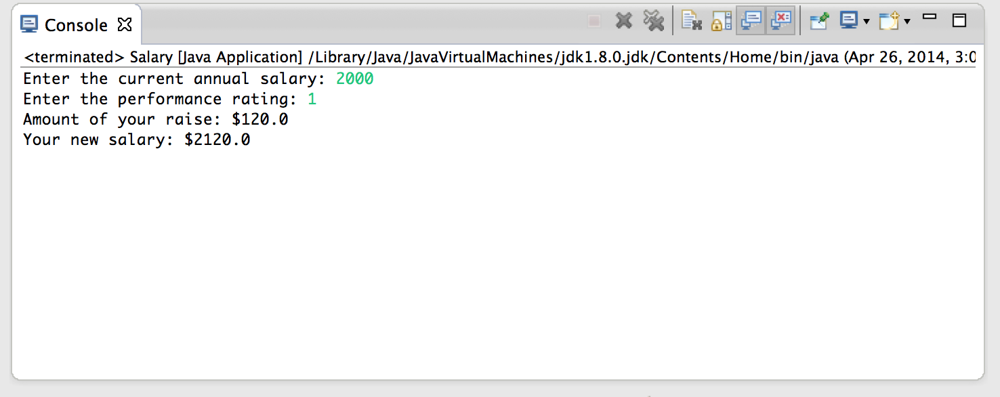 Console
<terminated> Salary [Java Application] /Library/Java/JavaVirtualMachines/jdk1.8.0.jdk/Contents/Home/bin/java (Apr 26, 2014, 3:0
Enter the current annual salary: 2000
Enter the performance rating: 1
Amount of your raise: $120.0
Your new salary: $2120.0